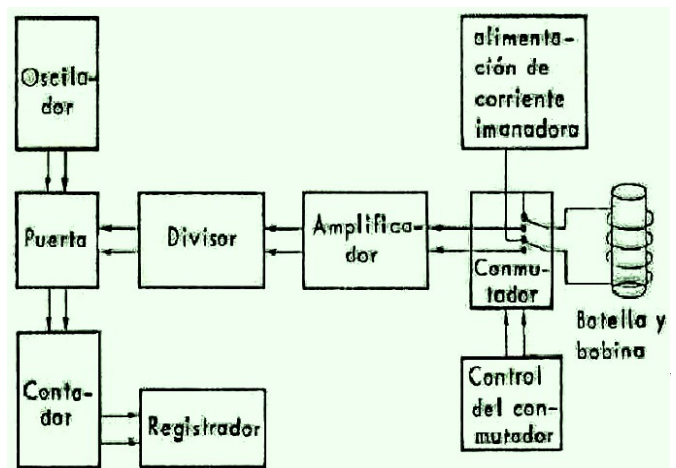 Oscila-
dor
alimenta-
ción de
corriente
imanadora
Puerta
Divisor
Amplifica-
dor
Conmu-
tador
Botella y
bobina
Conta-
dor
Registrador
Control
del con-
mutador